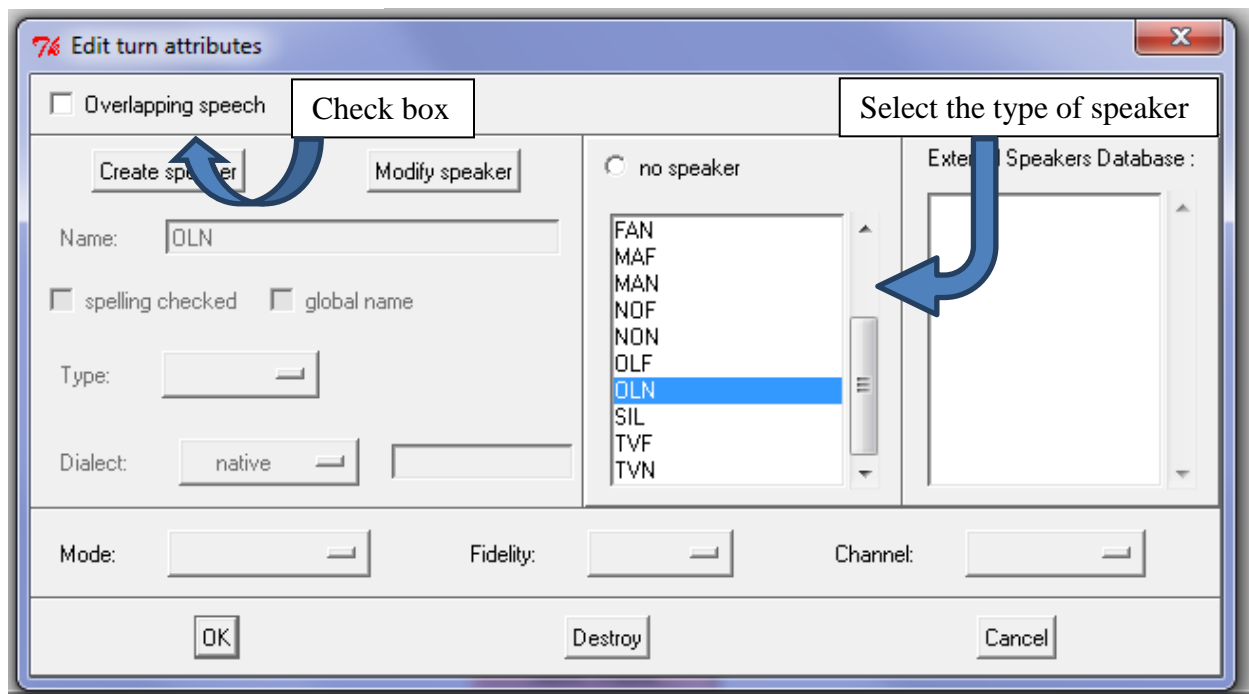 Edit turn attributes
Overlapping speech
Check box
Select the type of speaker
Create speaker
Modify speaker
Name: OLN
spelling checked global name
Type:
Dialect: native
no speaker
FAN
MAF
MAN
NOF
NON
OLF
OLN
SIL
TVF
TVN
Speakers Database :
Mode: Fidelity: Channel:
OK Destroy Cancel